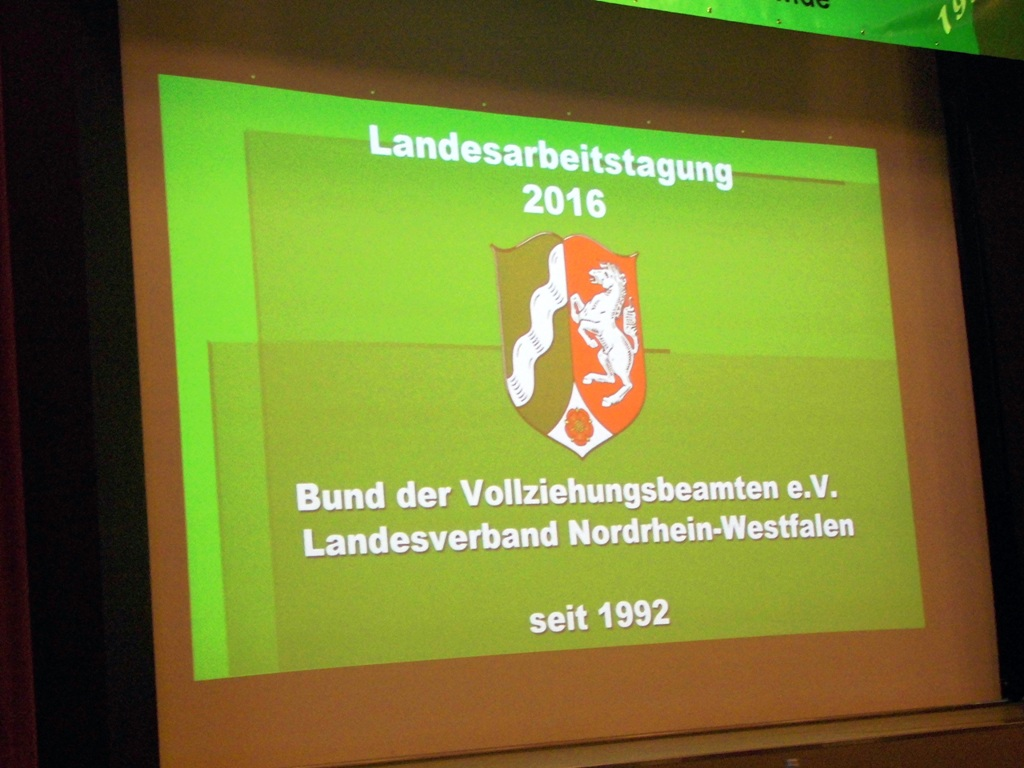 Landesarbeitstagung
2016
Bund der Vollziehungsbeamten e.V.
Landesverband Nordrhein-Westfalen
seit 1992